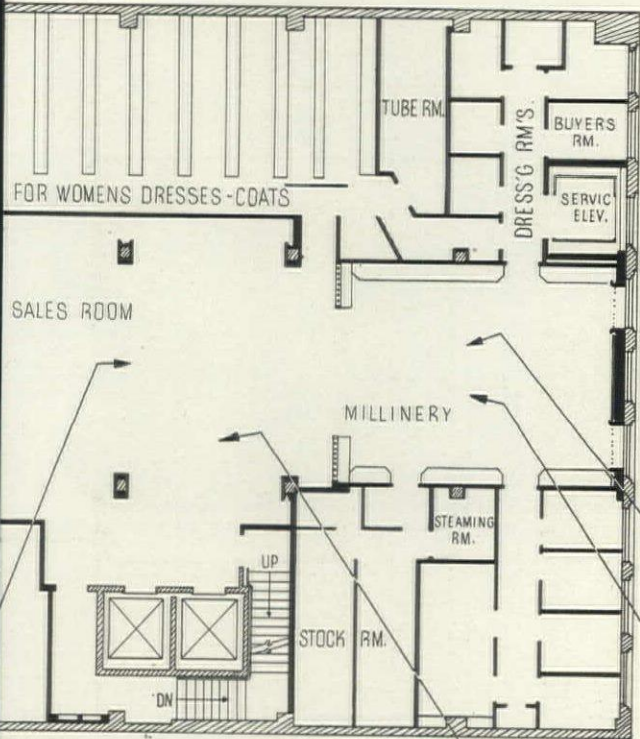 TUBE RM.
DRESS'G RM'S.
BUYERS
RM.
FOR WOMENS DRESSES-COATS
SERVIC
ELEV.
SALES ROOM
MILLINERY
STEAMING
RM.
UP
STOCK RM.
DN